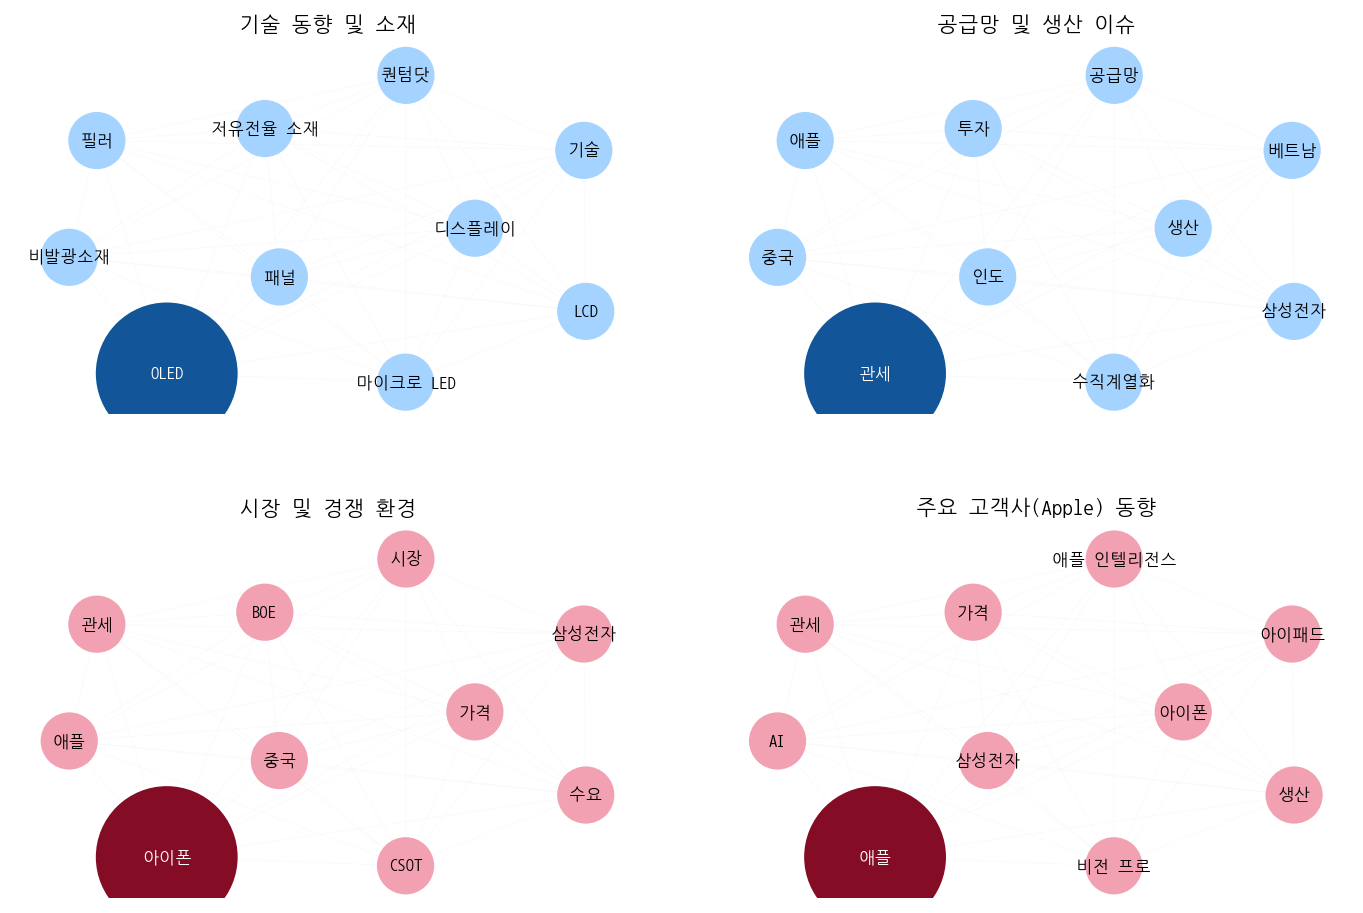 기술 동향 및 소재
퀀텀닷
저유전율 소재
필러
기술
디스플레이
비발광소재
패널
LCD
OLED
마이크로 LED
공급망 및 생산 이슈
공급망
투자
애플
베트남
생산
중국
인도
삼성전자
관세
수직계열화
시장 및 경쟁 환경
시장
BOE
관세
삼성전자
가격
애플
중국
수요
아이폰
CSOT
주요 고객사(Apple) 동향
애플 인텔리전스
가격
관세
아이패드
아이폰
AI
삼성전자
생산
애플
비전 프로